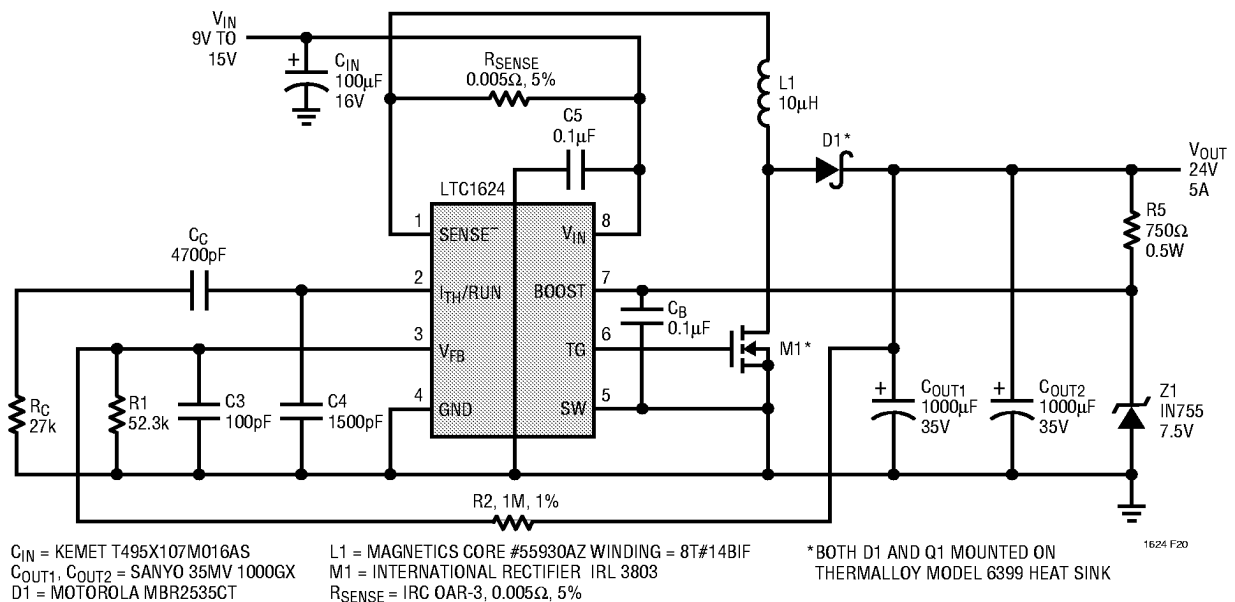 VIN
9V TO
15V
+
CIN
100µF
16V
RSENSE
0.005Ω, 5%
C5
0.1µF
L1
10µH
D1*
VOUT
24V
5A
R5
750Ω
0.5W
LTC1624
1
SENSE–
8
VIN
CC
4700pF
2
ITH/RUN
7
BOOST
CB
0.1µF
3
VFB
6
TG
M1*
4
GND
5
SW
RC
27k
R1
52.3k
C3
100pF
C4
1500pF
+
COUT1
1000µF
35V
+
COUT2
1000µF
35V
Z1
IN755
7.5V
R2, 1M, 1%
CIN = KEMET T495X107M016AS
COUT1, COUT2 = SANYO 35MV 1000GX
D1 = MOTOROLA MBR2535CT
L1 = MAGNETICS CORE #55930AZ WINDING = 8T#14BIF
M1 = INTERNATIONAL RECTIFIER IRL 3803
RSENSE = IRC OAR-3, 0.005Ω, 5%
*BOTH D1 AND Q1 MOUNTED ON
THERMALLOY MODEL 6399 HEAT SINK
1624 F20